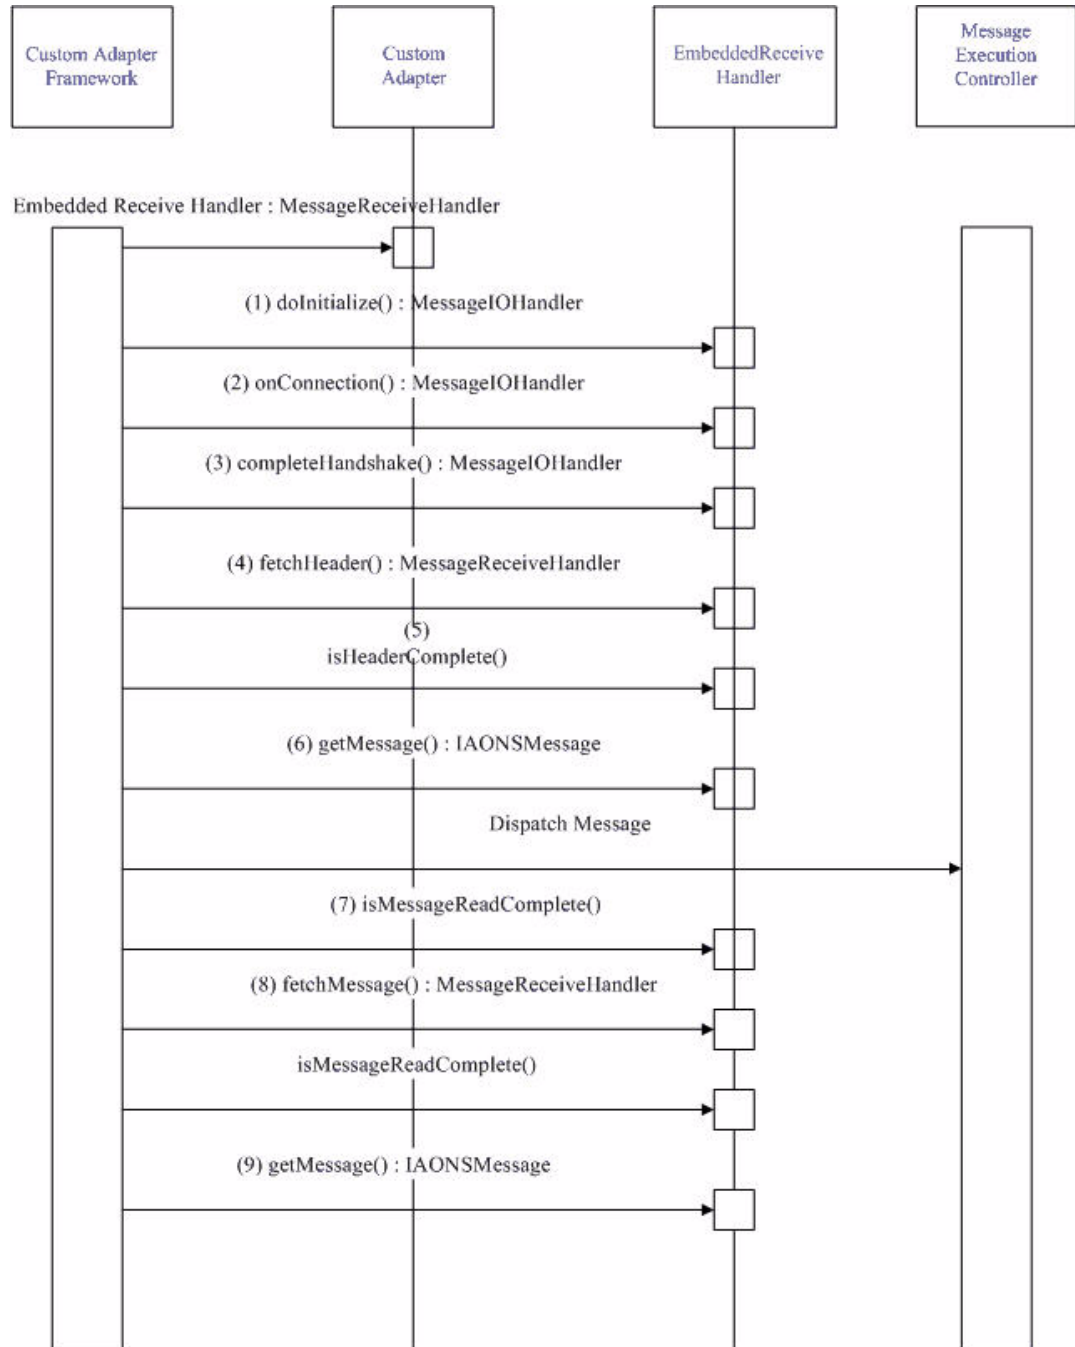 Custom Adapter
Framework
Custom
Adapter
EmbeddedReceive
Handler
Message
Execution
Controller
Embedded Receive Handler : MessageReceiveHandler
(1) doInitialize() : MessageIOHandler
(2) onConnection() : MessageIOHandler
(3) completeHandshake() : MessageIOHandler
(4) fetchHeader() : MessageReceiveHandler
(5)
isHeaderComplete()
(6) getMessage() : IAONSMessage
Dispatch Message
(7) isMessageReadComplete()
(8) fetchMessage() : MessageReceiveHandler
isMessageReadComplete()
(9) getMessage() : IAONSMessage